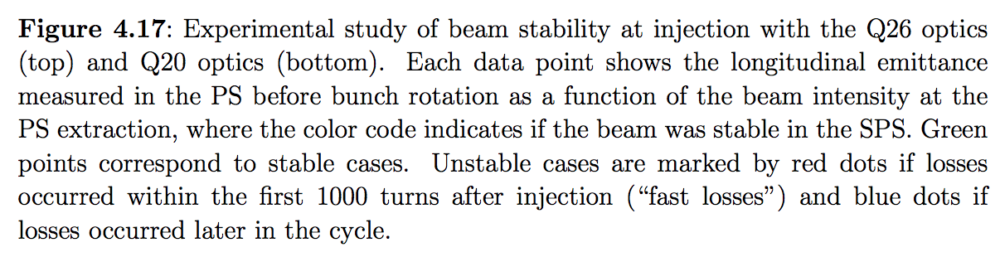 Figure 4.17: Experimental study of beam stability at injection with the Q26 optics
(top) and Q20 optics (bottom). Each data point shows the longitudinal emittance
measured in the PS before bunch rotation as a function of the beam intensity at the
PS extraction, where the color code indicates if the beam was stable in the SPS. Green
points correspond to stable cases. Unstable cases are marked by red dots if losses
occurred within the first 1000 turns after injection (“fast losses”) and blue dots if
losses occurred later in the cycle.